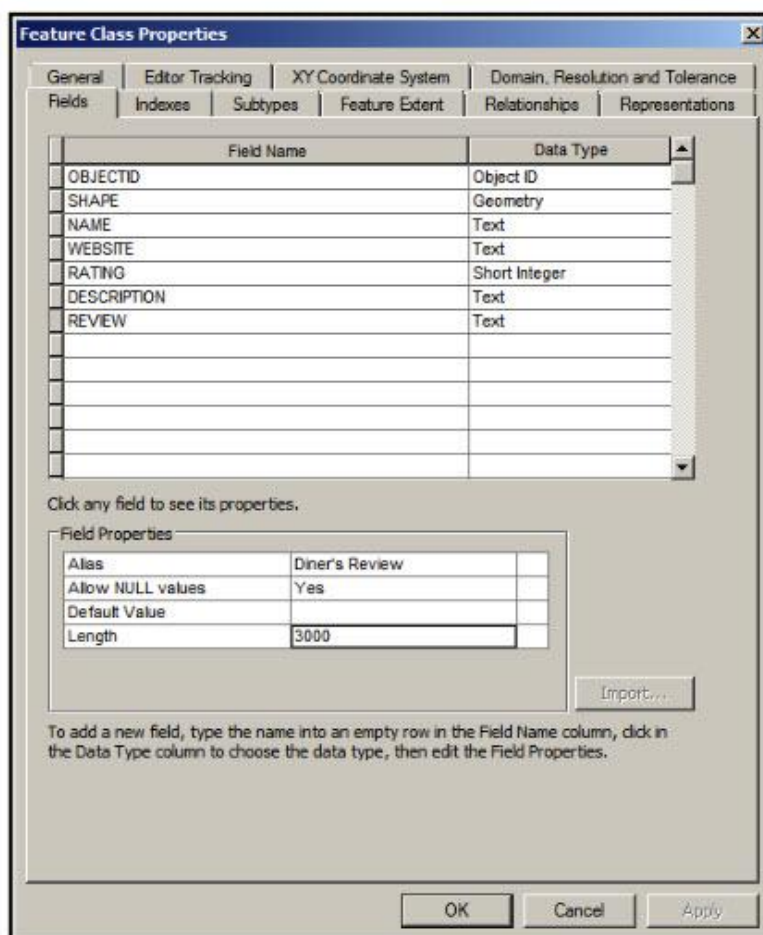 Feature Class Properties
General Editor Tracking XY Coordinate System Domain, Resolution and Tolerance
Fields Indexes Subtypes Feature Extent Relationships Representations
Field Name Data Type
OBJECTID Object ID
SHAPE Geometry
NAME Text
WEBSITE Text
RATING Short Integer
DESCRIPTION Text
REVIEW Text
Click any field to see its properties.
Field Properties
Alias Diner's Review
Allow NULL values Yes
Default Value
Length 3000
Import...
To add a new field, type the name into an empty row in the Field Name column, click in
the Data Type column to choose the data type, then edit the Field Properties.
OK Cancel Apply